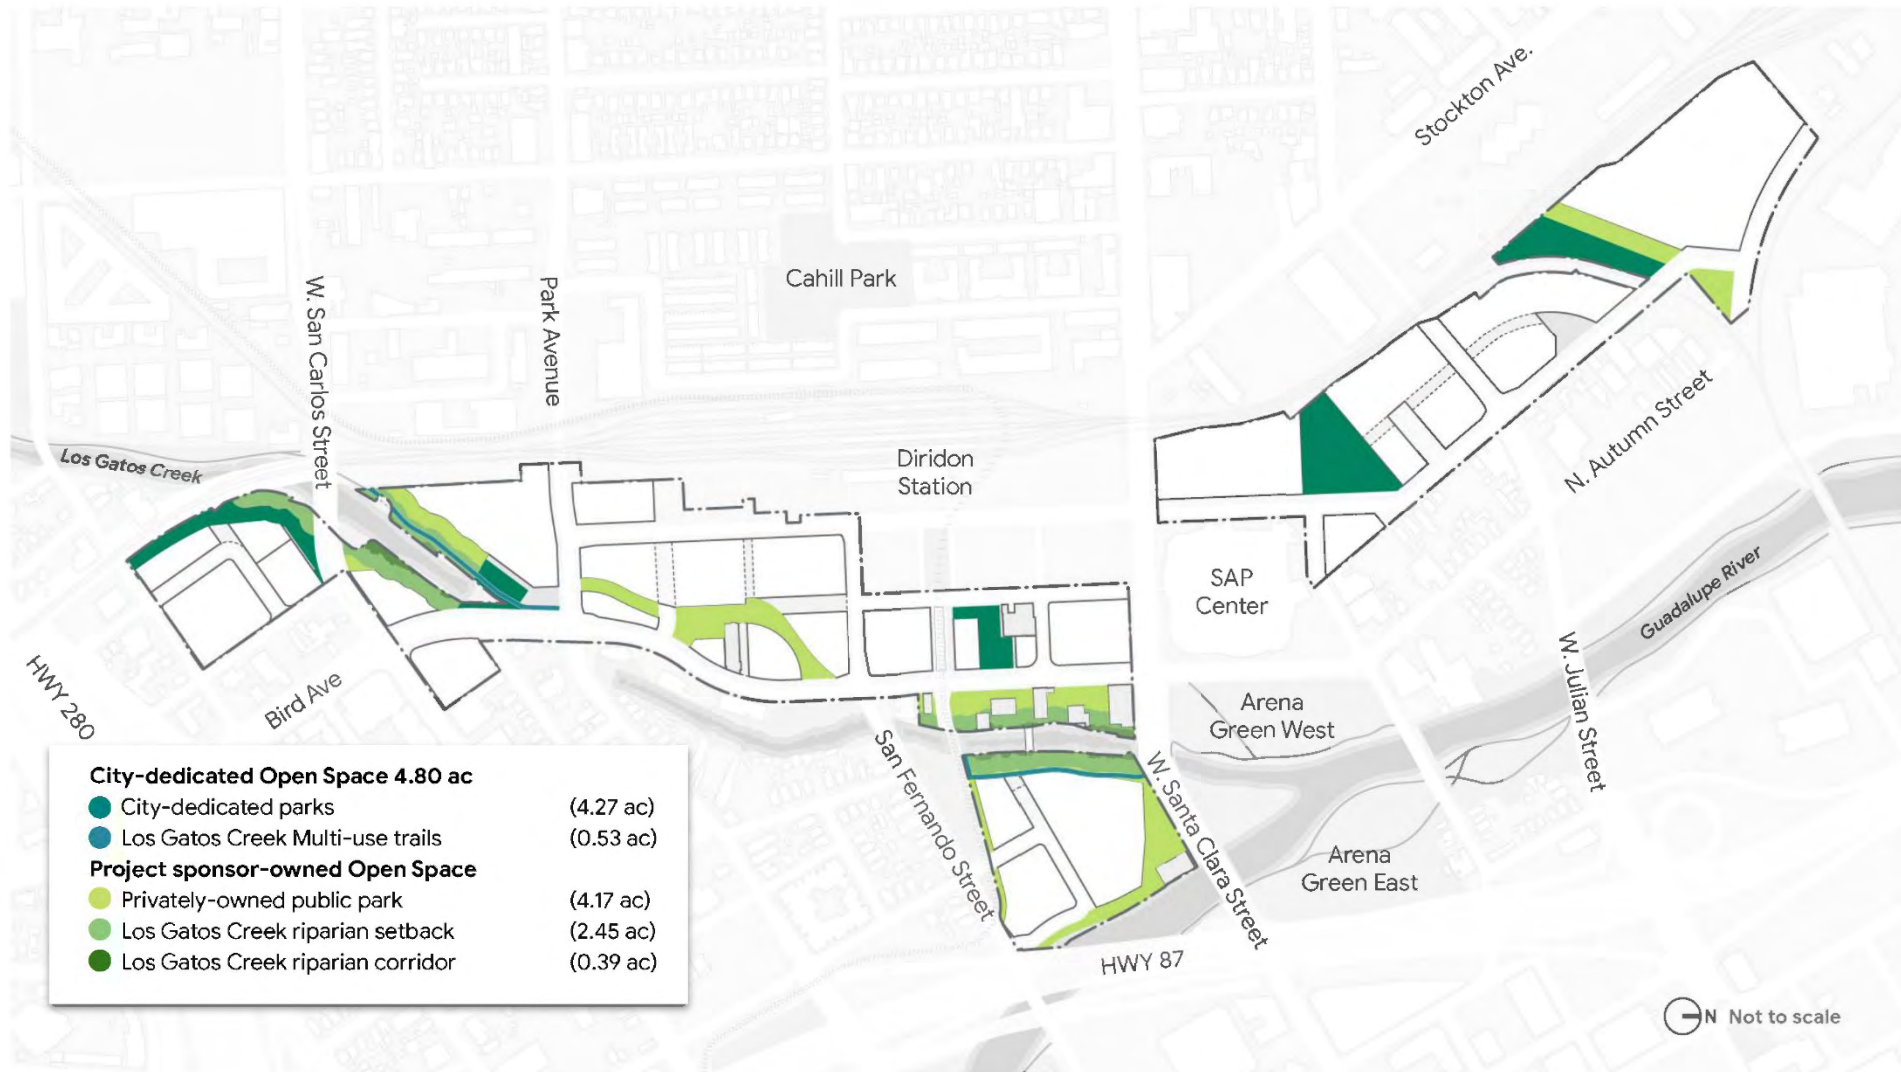 Stockton Ave.
Cahill Park
W. San Carlos Street
Park Avenue
Los Gatos Creek
Diridon
Station
N. Autumn Street
SAP
Center
Guadalupe River
HWY 280
Bird Ave
Arena
Green West
W. Julian Street
San Fernando Street
W. Santa Clara Street
Arena
Green East
HWY 87
City-dedicated Open Space 4.80 ac
City-dedicated parks (4.27 ac)
Los Gatos Creek Multi-use trails (0.53 ac)
Project sponsor-owned Open Space
Privately-owned public park (4.17 ac)
Los Gatos Creek riparian setback (2.45 ac)
Los Gatos Creek riparian corridor (0.39 ac)
N Not to scale